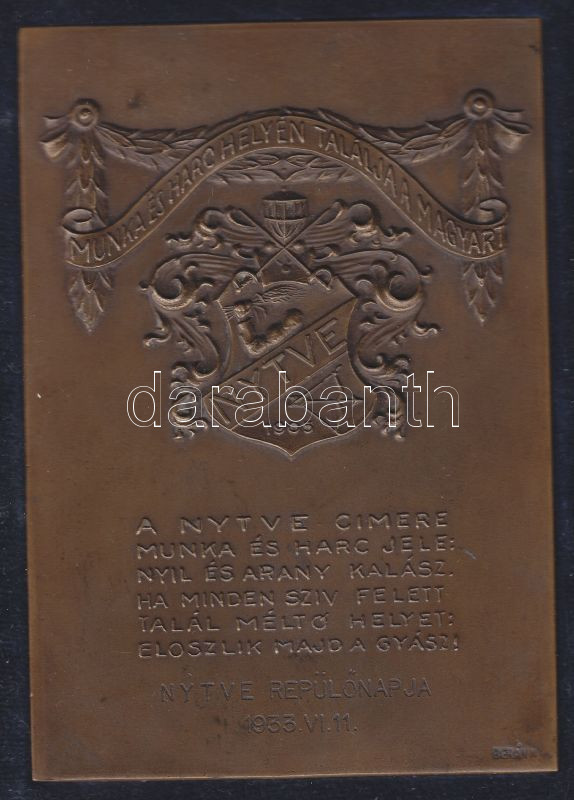 MUNKA ÉS HARC HELYÉN TALÁLJA A MAGYART
NYTVE
darabanth
A NYTVE CIMERE
MUNKA ÉS HARC JELE:
NYIL ÉS ARANY KALÁSZ.
HA MINDEN SZIV FELETT
TALÁL MÉLTÓ HELYET:
ELOSZLIK MAJD A GYÁSZ!
NYTVE REPÜLŐNAPJA
1933.VI.11.